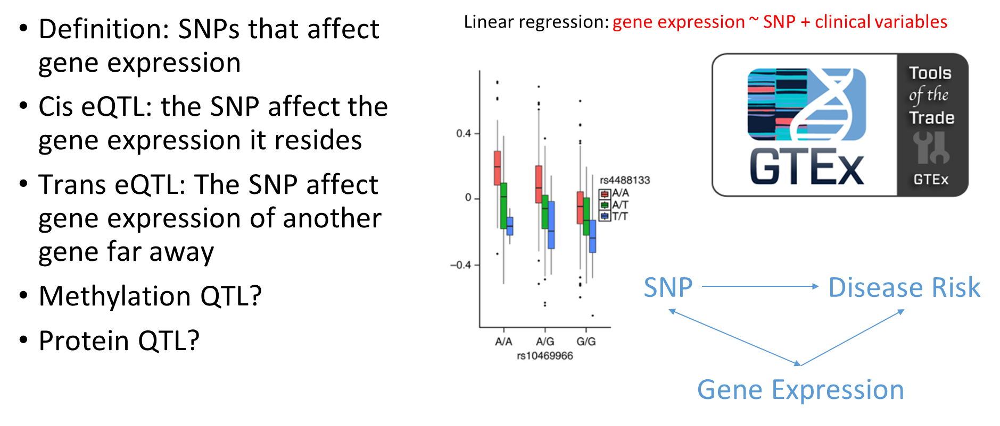 • Definition: SNPs that affect
gene expression
• Cis eQTL: the SNP affect the
gene expression it resides
• Trans eQTL: The SNP affect
gene expression of another
gene far away
• Methylation QTL?
• Protein QTL?
Linear regression: gene expression ~ SNP + clinical variables
0.4
0
−0.4
A/A
A/G
G/G
rs10469966
rs4488133
A/A
A/T
T/T
GTEx
Tools
of the
Trade
GTEx
SNP
Disease Risk
Gene Expression